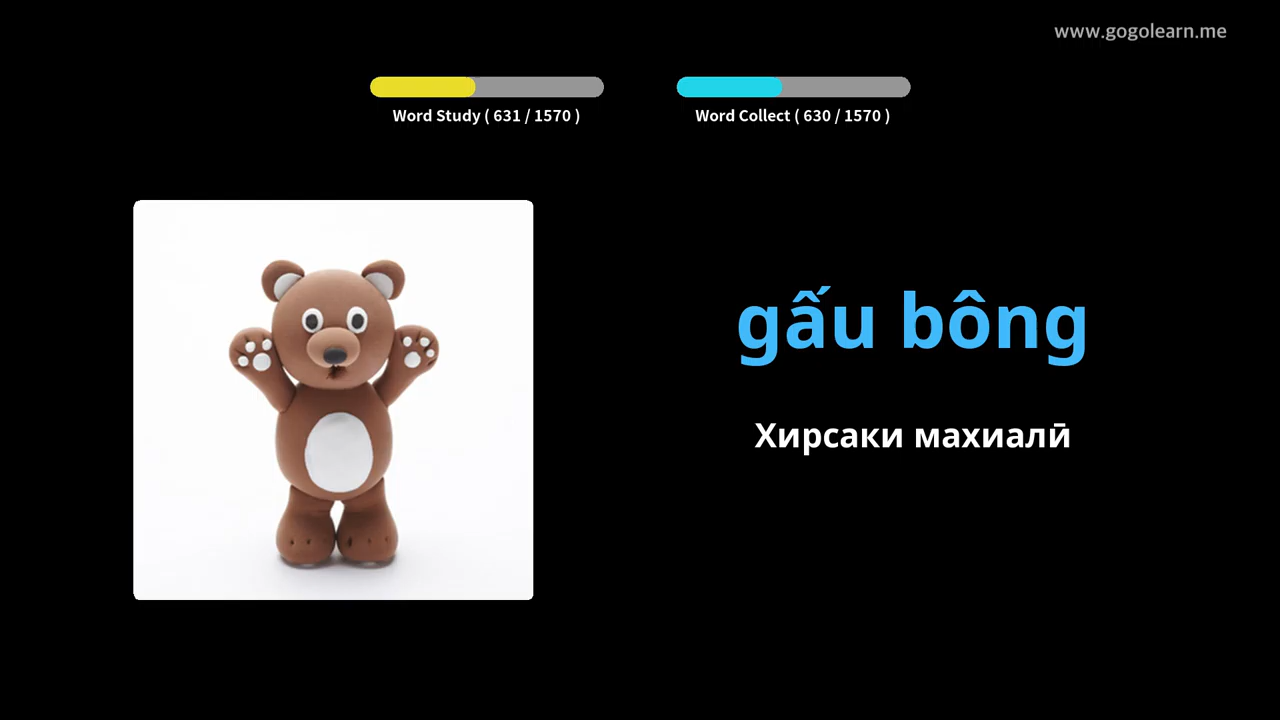 www.gogolearn.me
Word Study ( 631 / 1570 )
Word Collect ( 630 / 1570 )
gấu bông
Хирсаки махиалӣ